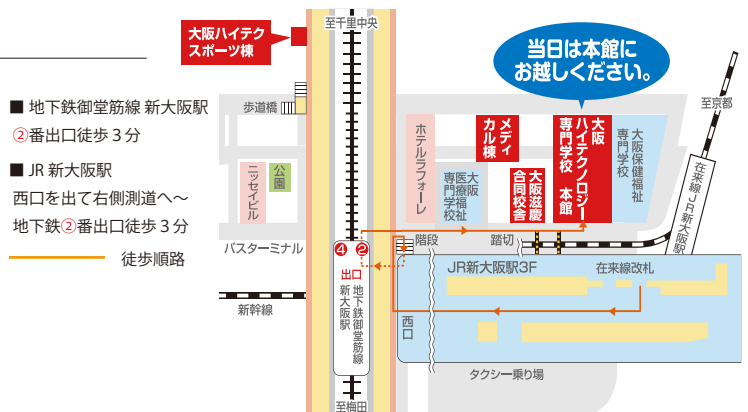 大阪ハイテク
スポーツ棟
至千里中央
当日は本館に
お越しください。
至京都
■ 地下鉄御堂筋線 新大阪駅
②番出口徒歩３分
■ JR 新大阪駅
西口を出て右側測道へ～
地下鉄②番出口徒歩３分
徒歩順路
歩道橋
ニッセイビル
公園
バスターミナル
新幹線
ホテルラフォーレ
大阪医療福祉
専門学校
メディ
カル棟
大阪滋慶
合同校舎
大阪
ハイテクノロジー
専門学校 本館
大阪保健福祉
専門学校
在来線JR新大阪駅
④
②
出口
地下鉄御堂筋線
新大阪駅
階段
踏切
JR新大阪駅3F
在来線改札
西口
タクシー乗り場
至梅田